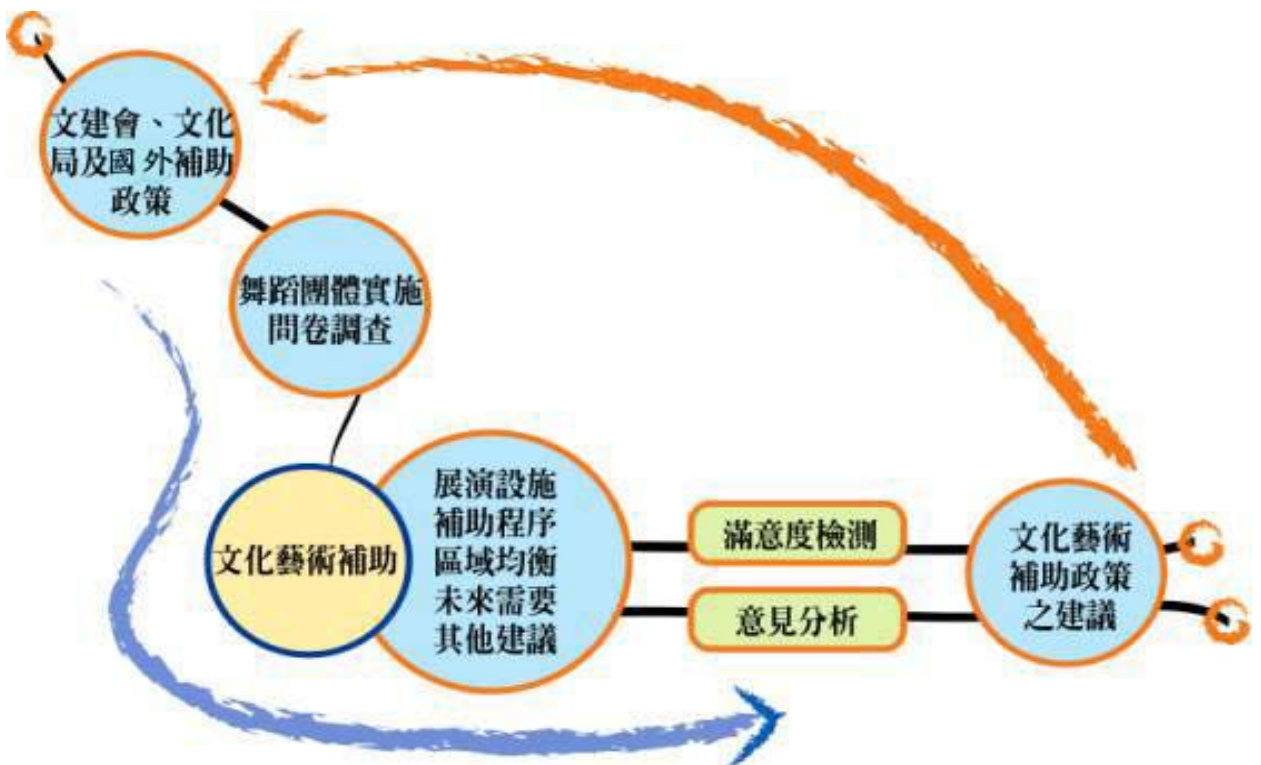 文建會、文化
局及國 外補助
政策
舞蹈團體實施
問卷調查
文化藝術補助
展演設施
補助程序
區域均衡
未來需要
其他建議
滿意度檢測
意見分析
文化藝術
補助政策
之建議